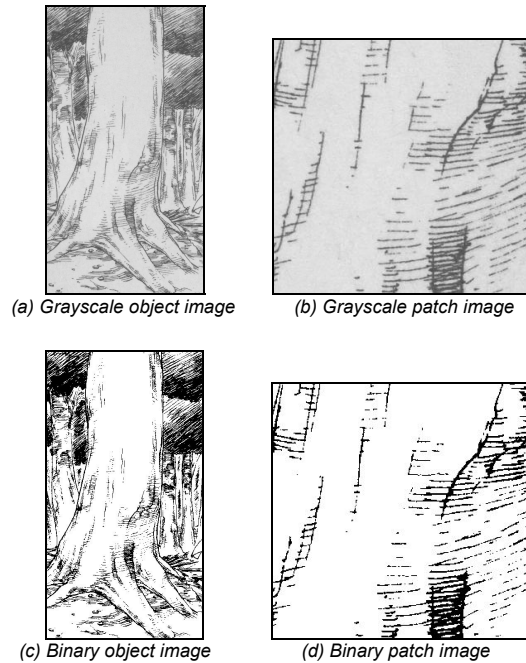 (a) Grayscale object image
(b) Grayscale patch image
(c) Binary object image
(d) Binary patch image